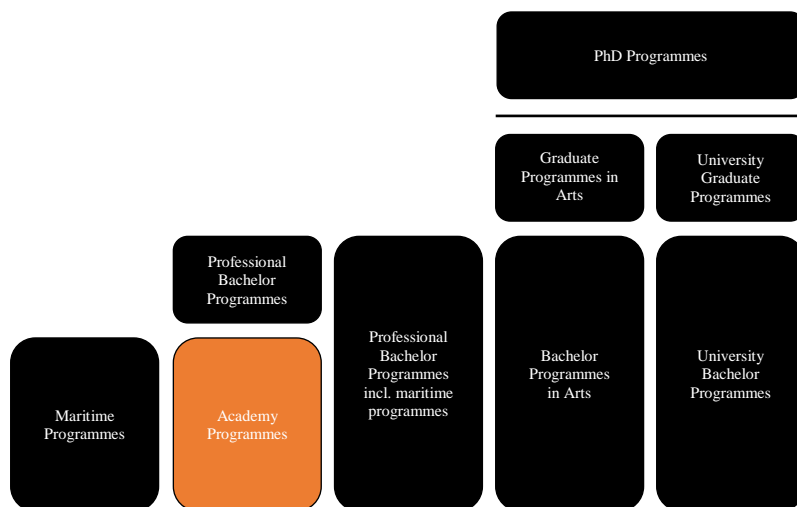 PhD Programmes
Graduate
Programmes in
Arts
University
Graduate
Programmes
Professional
Bachelor
Programmes
Professional
Bachelor
Programmes
incl. maritime
programmes
Maritime
Programmes
Academy
Programmes
Bachelor
Programmes
in Arts
University
Bachelor
Programmes